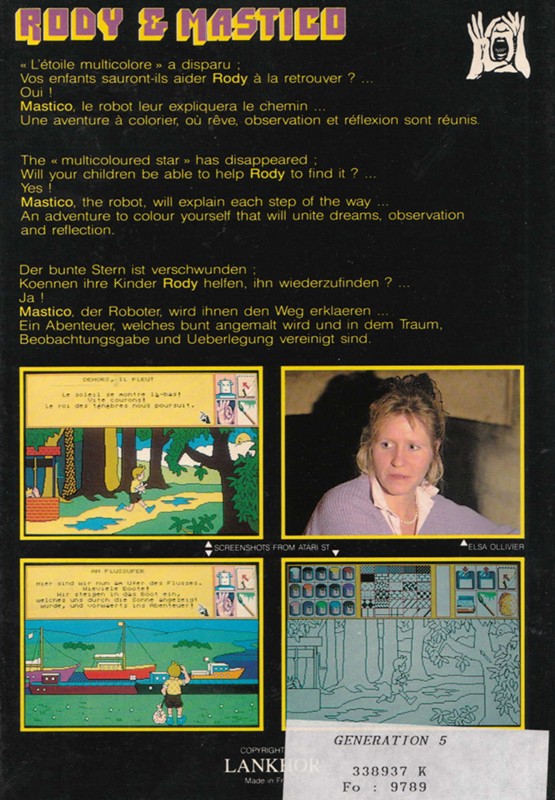 RODY & MASTICO
« L'étoile multicolore » a disparu ;
Vos enfants sauront-ils aider Rody à la retrouver ? ...
Oui !
Mastico, le robot leur expliquera le chemin ...
Une aventure à colorier, où rêve, observation et réflexion sont réunis.
The « multicoloured star » has disappeared ;
Will your children be able to help Rody to find it ? ...
Yes !
Mastico, the robot, will explain each step of the way ...
An adventure to colour yourself that will unite dreams, observation
and reflection.
Der bunte Stern ist verschwunden ;
Koennen ihre Kinder Rody helfen, ihn wiederzufinden ? ...
Ja !
Mastico, der Roboter, wird ihnen den Weg erklaeren ...
Ein Abenteuer, welches bunt angemalt wird und in dem Traum,
Beobachtungsgabe und Ueberlegung vereinigt sind.
DEHORS, IL PLEUT
Le soleil se montre là-bas!
Vite courons!
Le roi des ténèbres nous poursuit.
SCREENSHOTS FROM ATARI ST
ELSA OLLIVIER
AM FLUSSUFER
Hier sind wir nun am Ufer des Flusses.
Wieviele Boote!
Wir steigen in das Boot ein,
welches uns durch die Sonne angezeigt
wurde, und vorwaerts ins Abenteuer!
COPYRIGHT
LANKHOR
Made in Fr
GENERATION 5
338937 K
Fo : 9789